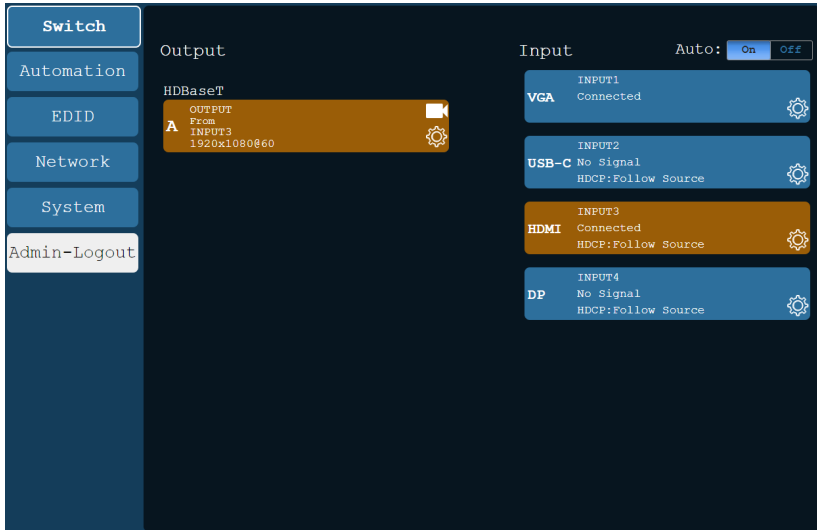 Switch
Automation
EDID
Network
System
Admin-Logout
Output
HDBaseT
A
OUTPUT
From
INPUT3
1920x1080@60
Input
Auto: On Off
INPUT1
VGA Connected
INPUT2
USB-C No Signal
HDCP:Follow Source
INPUT3
HDMI Connected
HDCP:Follow Source
INPUT4
DP No Signal
HDCP:Follow Source